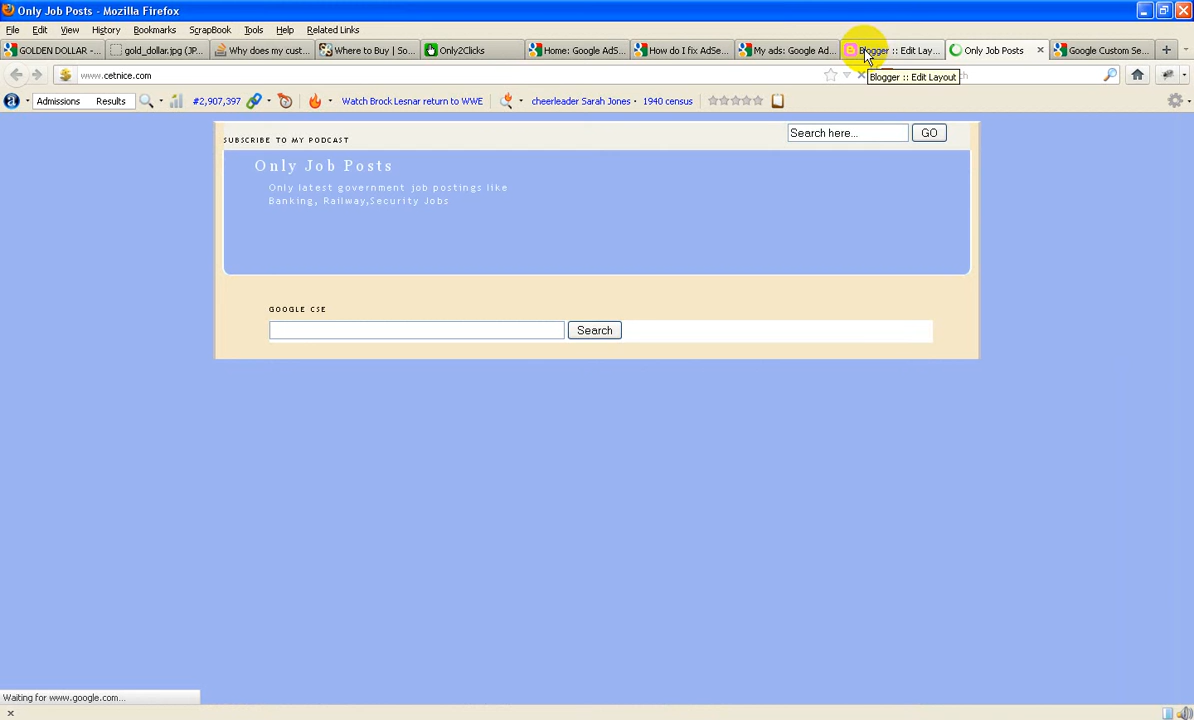 Only Job Posts - Mozilla Firefox
File Edit View History Bookmarks ScrapBook Tools Help Related Links
GOLDEN DOLLAR -... gold_dollar.jpg (JP... Why does my cust... Where to Buy | So... Only2Clicks Home: Google AdS... How do I fix AdSe... My ads: Google Ad... Blogger :: Edit Lay... Only Job Posts Google Custom Se...
www.cetnice.com
Blogger :: Edit Layout
Admissions Results #2,907,397 Watch Brock Lesnar return to WWE cheerleader Sarah Jones · 1940 census
SUBSCRIBE TO MY PODCAST
Search here... GO
Only Job Posts
Only latest government job postings like
Banking, Railway,Security Jobs
GOOGLE CSE
Search
Waiting for www.google.com...